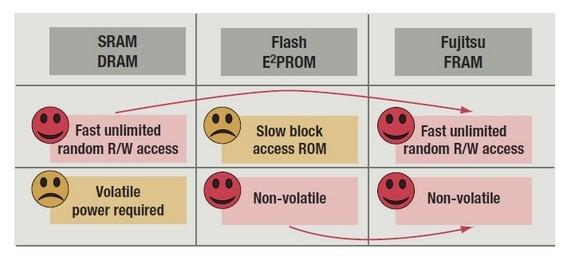 SRAM
DRAM
Flash
E²PROM
Fujitsu
FRAM
Fast unlimited
random R/W access
Slow block
access ROM
Fast unlimited
random R/W access
Volatile
power required
Non-volatile
Non-volatile